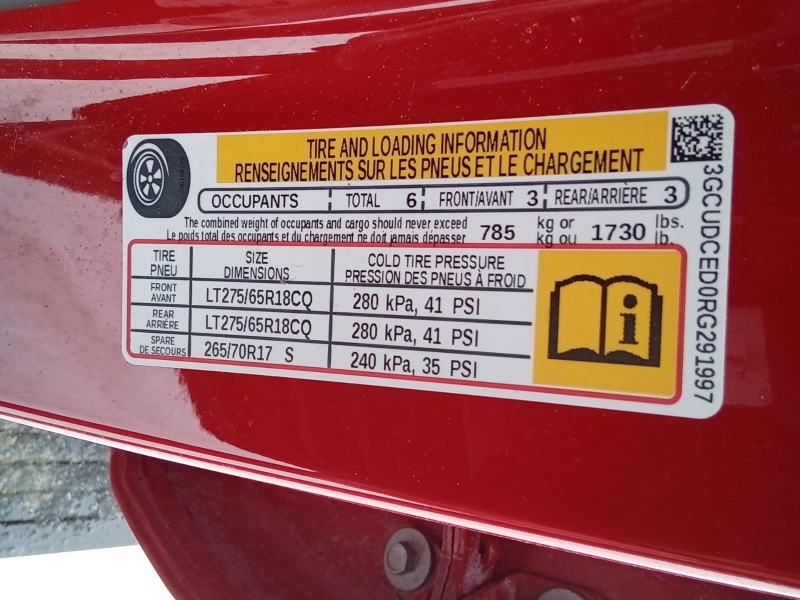 TIRE AND LOADING INFORMATION
RENSEIGNEMENTS SUR LES PNEUS ET LE CHARGEMENT
OCCUPANTS TOTAL 6 FRONT/AVANT 3 REAR/ARRIÈRE 3
The combined weight of occupants and cargo should never exceed
Le poids total des occupants et du chargement ne doit jamais dépasser
785 kg or kg ou 1730 lbs. lb.
TIRE PNEU SIZE DIMENSIONS COLD TIRE PRESSURE PRESSION DES PNEUS À FROID
FRONT AVANT LT275/65R18CQ 280 kPa, 41 PSI
REAR ARRIÈRE LT275/65R18CQ 280 kPa, 41 PSI
SPARE DE SECOURS 265/70R17 S 240 kPa, 35 PSI
3GCUDCED0RG291997